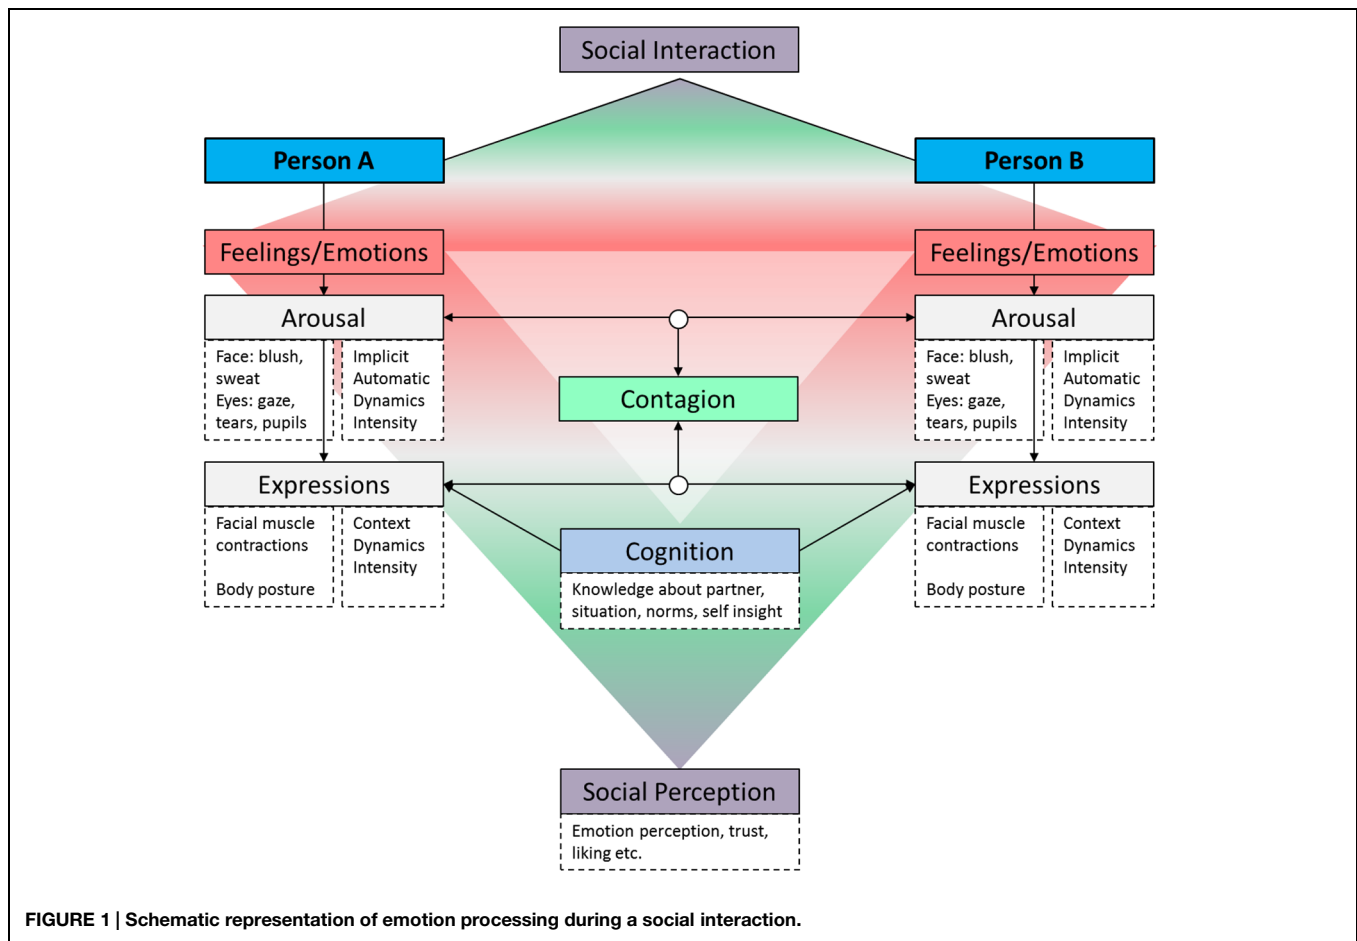 Social Interaction
Person A
Person B
Feelings/Emotions
Feelings/Emotions
Arousal
Arousal
Face: blush,
sweat
Eyes: gaze,
tears, pupils
Implicit
Automatic
Dynamics
Intensity
Face: blush,
sweat
Eyes: gaze,
tears, pupils
Implicit
Automatic
Dynamics
Intensity
Contagion
Expressions
Expressions
Facial muscle
contractions
Body posture
Context
Dynamics
Intensity
Facial muscle
contractions
Body posture
Context
Dynamics
Intensity
Cognition
Knowledge about partner,
situation, norms, self insight
Social Perception
Emotion perception, trust,
liking etc.
FIGURE 1 | Schematic representation of emotion processing during a social interaction.